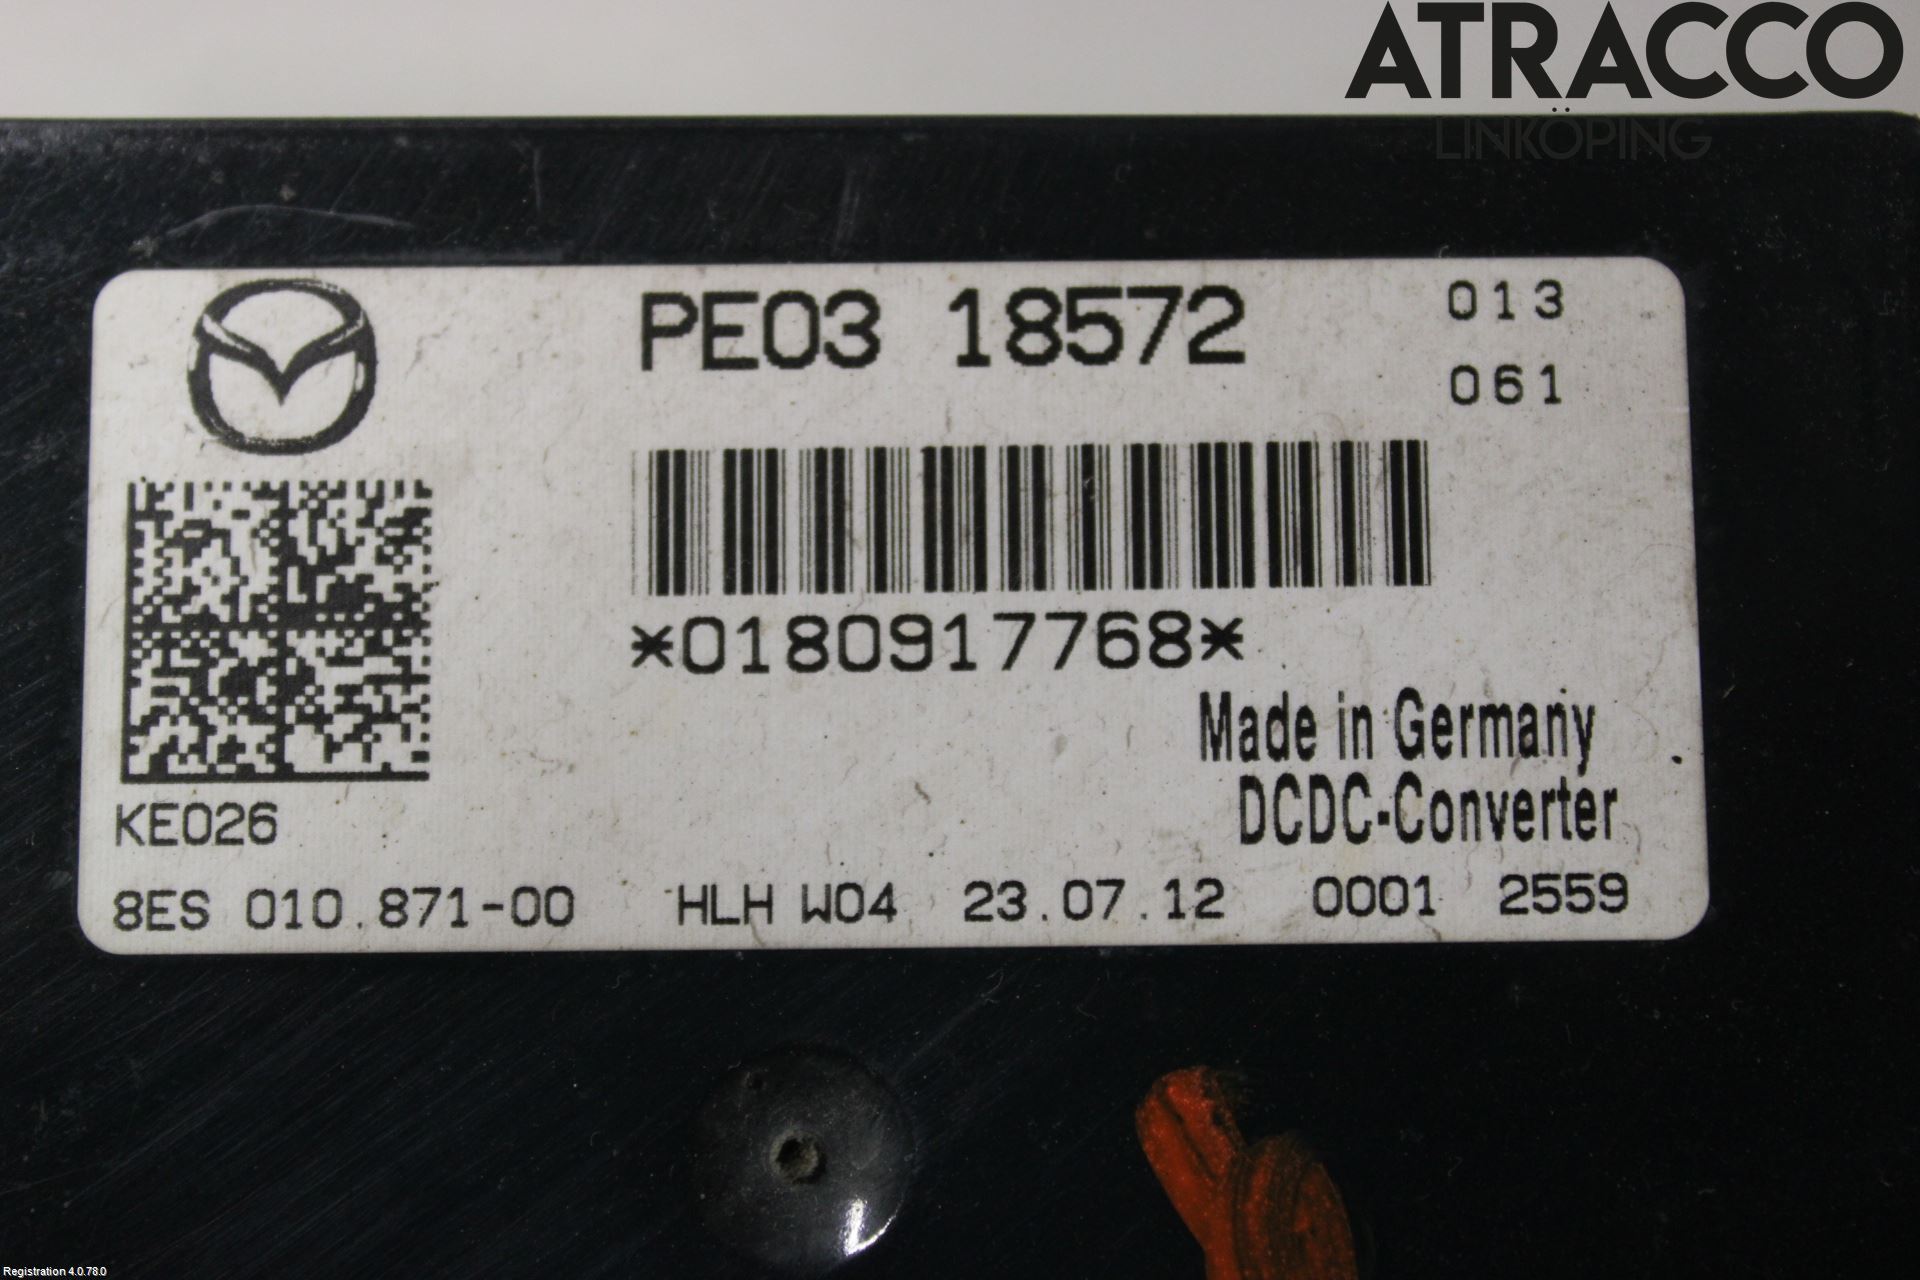 ATRACCO
LINKÖPING
PE03 18572
013
061
*0180917768*
Made in Germany
DCDC-Converter
KE026
8ES 010.871-00 HLH W04 23.07.12 0001 2559
Registration 4.0.78.0